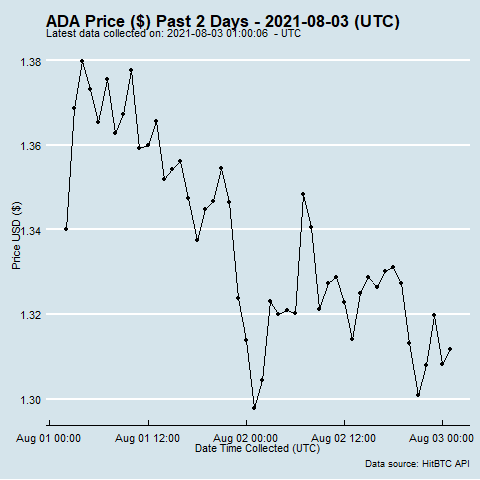 ADA Price ($) Past 2 Days - 2021-08-03 (UTC)
Latest data collected on: 2021-08-03 01:00:06 - UTC
1.38
1.36
1.34
1.32
1.30
Price USD ($)
Aug 01 00:00 Aug 01 12:00 Aug 02 00:00 Aug 02 12:00 Aug 03 00:00
Date Time Collected (UTC)
Data source: HitBTC API